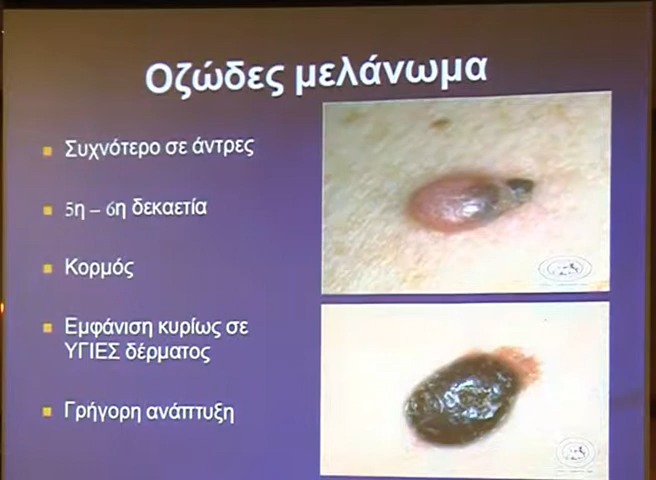 Οζώδες μελάνωμα
Συχνότερο σε άντρες
5η – 6η δεκαετία
Κορμός
Εμφάνιση κυρίως σε
ΥΓΙΕΣ δέρματος
Γρήγορη ανάπτυξη